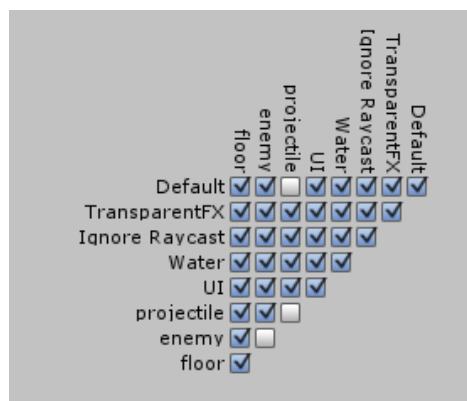 floor
enemy
projectile
UI
Water
Ignore Raycast
TransparentFX
Default
Default
TransparentFX
Ignore Raycast
Water
UI
projectile
enemy
floor